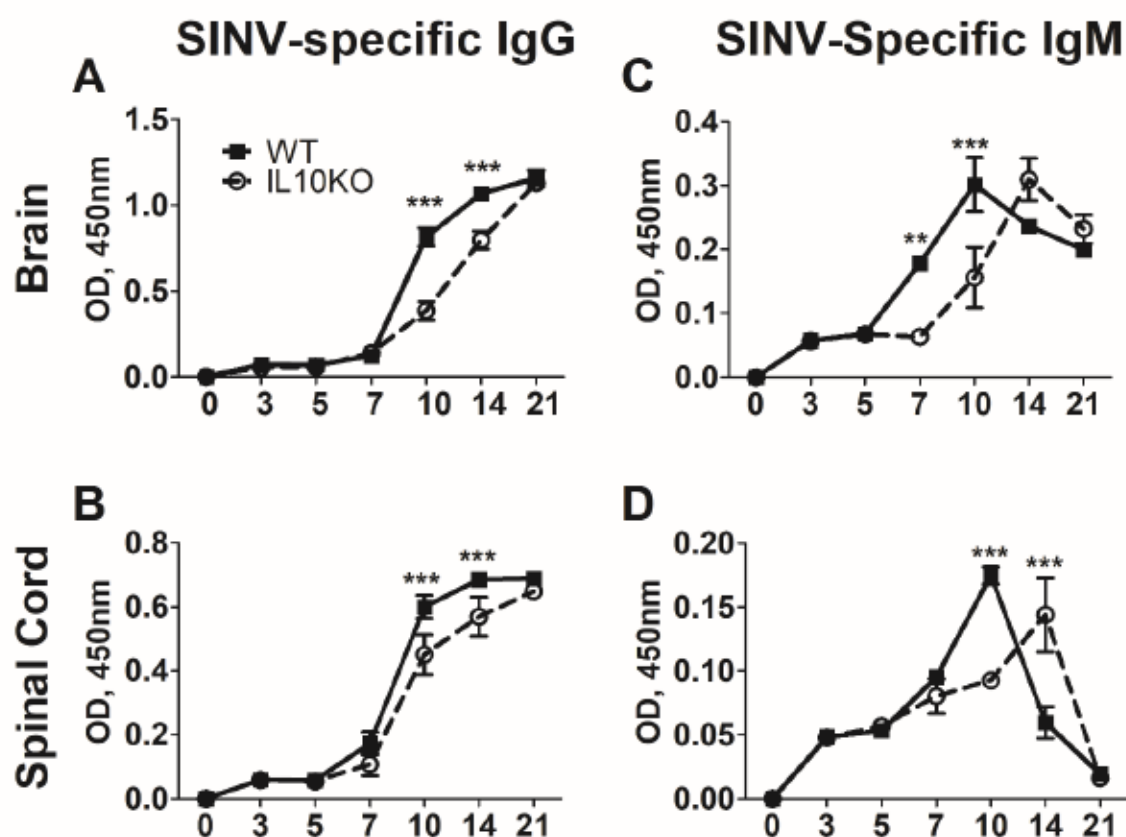 SINV-specific IgG
SINV-Specific IgM
A
C
Brain
OD, 450nm
1.5
1.0
0.5
0.0
WT
IL10KO
***
***
0 3 5 7 10 14 21
OD, 450nm
0.4
0.3
0.2
0.1
0.0
**
***
0 3 5 7 10 14 21
B
D
Spinal Cord
OD, 450nm
0.8
0.6
0.4
0.2
0.0
***
***
0 3 5 7 10 14 21
OD, 450nm
0.20
0.15
0.10
0.05
0.00
***
***
0 3 5 7 10 14 21